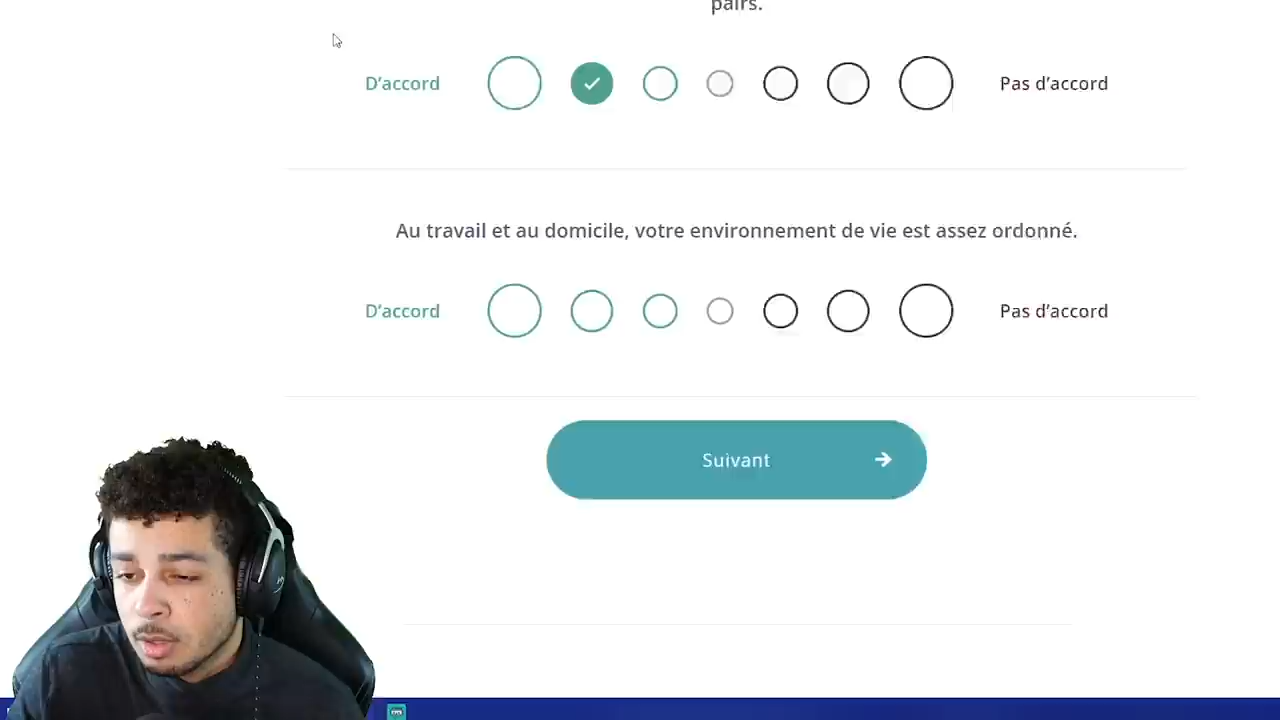 pairs.
D'accord Pas d'accord
Au travail et au domicile, votre environnement de vie est assez ordonné.
D'accord Pas d'accord
Suivant